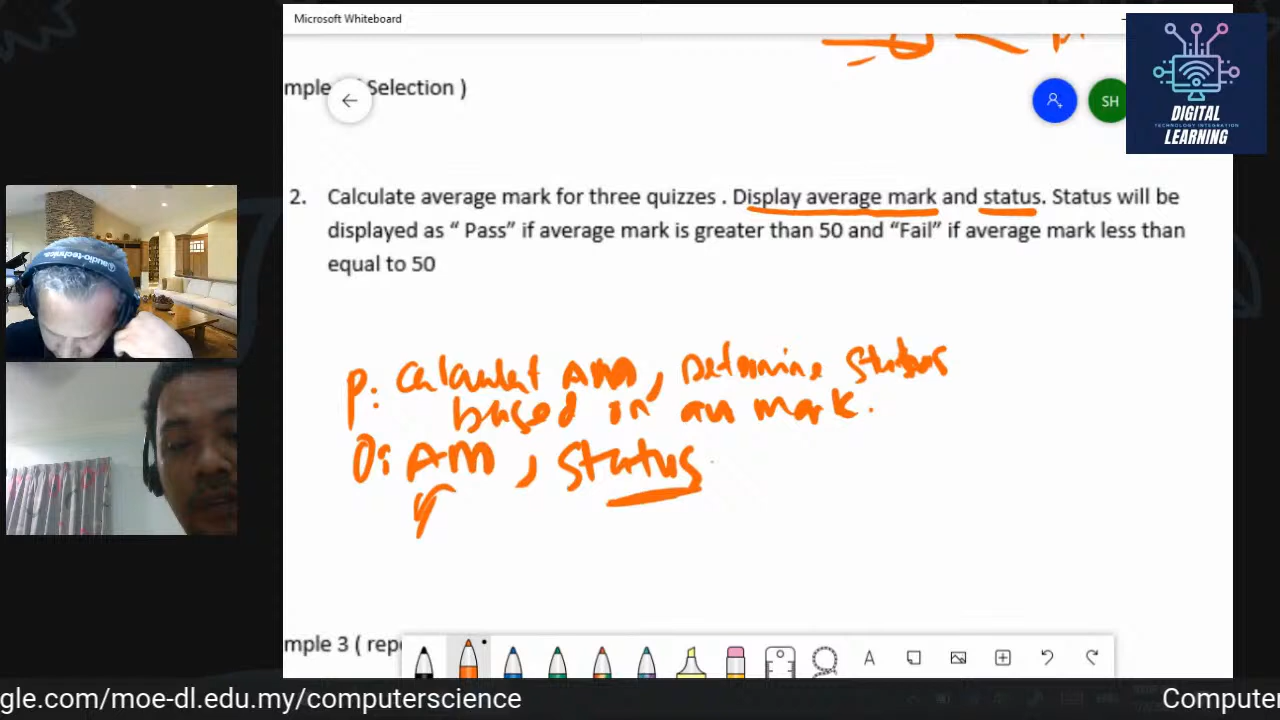 Microsoft Whiteboard
mple Selection )
SH
DIGITAL
TECHNOLOGY INTEGRATION
LEARNING
2. Calculate average mark for three quizzes . Display average mark and status. Status will be
displayed as “ Pass” if average mark is greater than 50 and “Fail” if average mark less than
equal to 50
P: Calculat AM, Determine Status
based in av mark.
O: AM, Status
mple 3 ( rep
A
gle.com/moe-dl.edu.my/computerscience
Computer